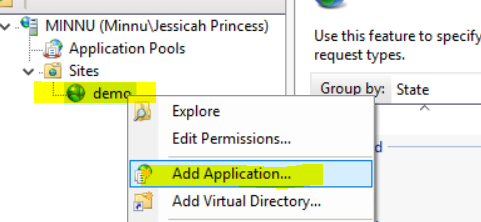 MINNU (Minnu\Jessicah Princess)
Application Pools
Sites
demo
Explore
Edit Permissions...
Add Application...
Add Virtual Directory...
Use this feature to specify
request types.
Group by: State
d